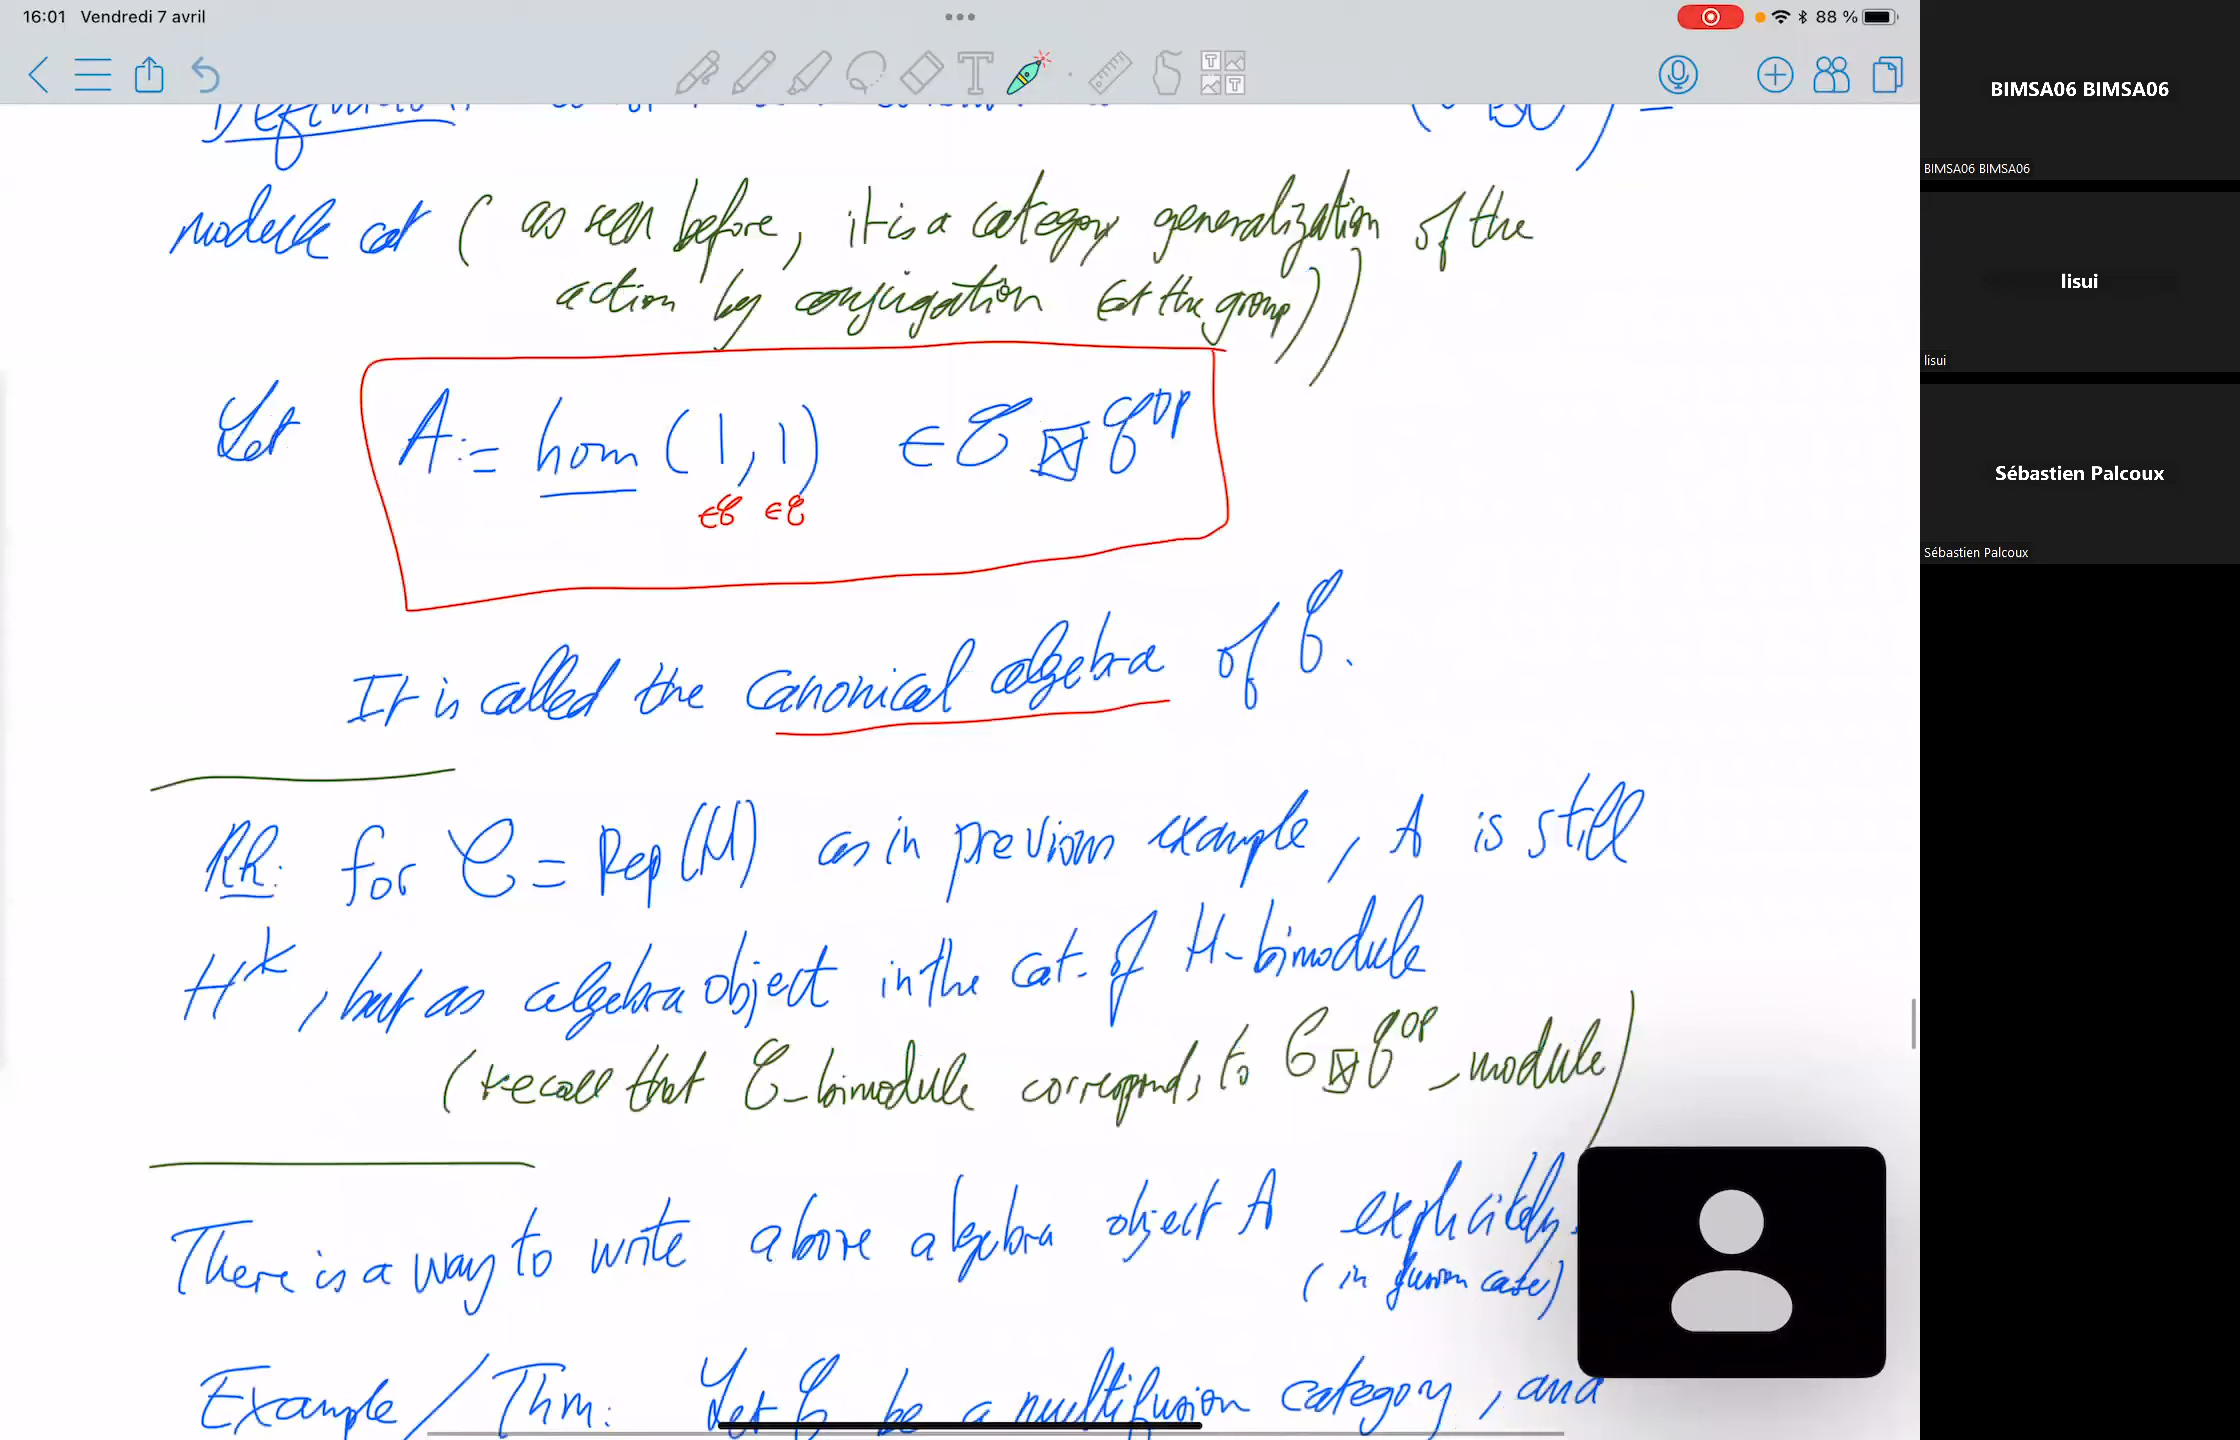 16:01 Vendredi 7 avril
88 %
Definition
module cat (as seen before, it is a category generalization of the
action by conjugation (of the group))
Let A := hom (1, 1) ∈ C ⊠ C^op
∈C ∈C
It is called the canonical algebra of C.
Rk: for C = Rep(H) as in previous example, A is still
H*, but as algebra object in the cat. of H-bimodule
(recall that C-bimodule corresponds to C ⊠ C^op - module)
There is a way to write above algebra object A explicitely.
(in fusion case)
Example / Thm: Let C be a multifusion category, and
BIMSA06 BIMSA06
BIMSA06 BIMSA06
lisui
lisui
Sébastien Palcoux
Sébastien Palcoux